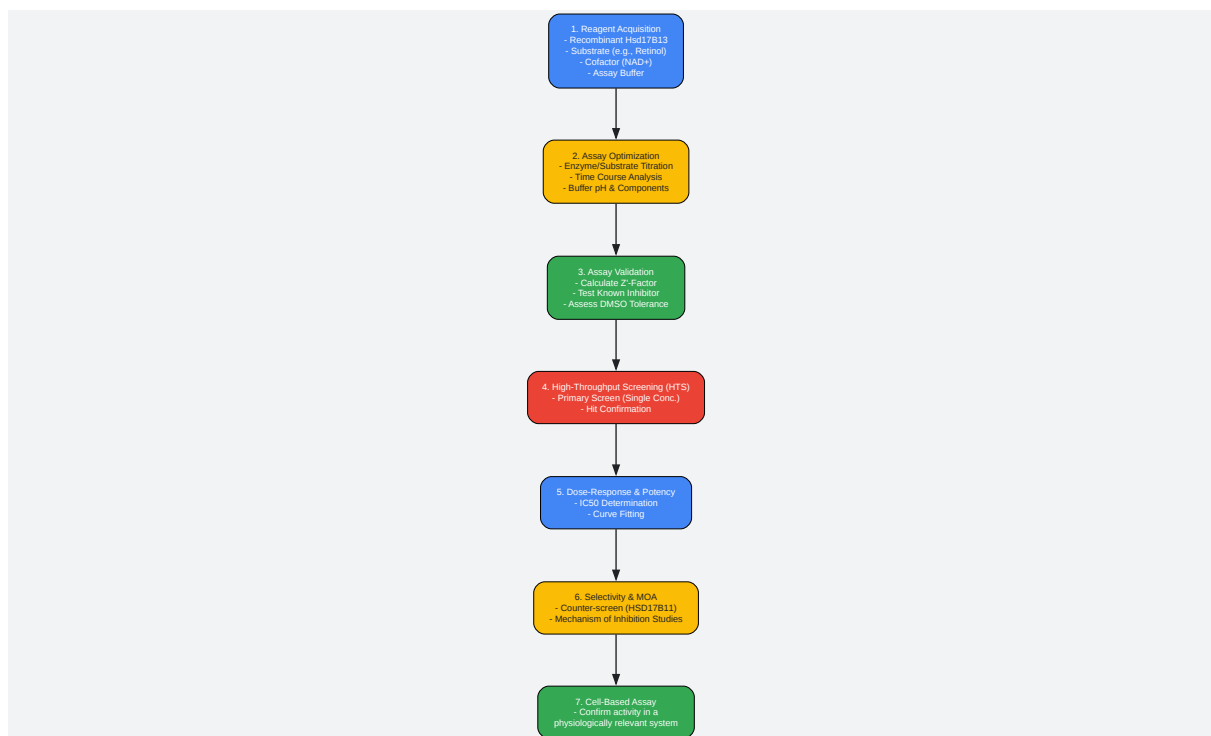 1. Reagent Acquisition
- Recombinant Hsd17B13
- Substrate (e.g., Retinol)
- Cofactor (NAD+)
- Assay Buffer
2. Assay Optimization
- Enzyme/Substrate Titration
- Time Course Analysis
- Buffer pH & Components
3. Assay Validation
- Calculate Z'-Factor
- Test Known Inhibitor
- Assess DMSO Tolerance
4. High-Throughput Screening (HTS)
- Primary Screen (Single Conc.)
- Hit Confirmation
5. Dose-Response & Potency
- IC50 Determination
- Curve Fitting
6. Selectivity & MOA
- Counter-screen (HSD17B11)
- Mechanism of Inhibition Studies
7. Cell-Based Assay
- Confirm activity in a
physiologically relevant system